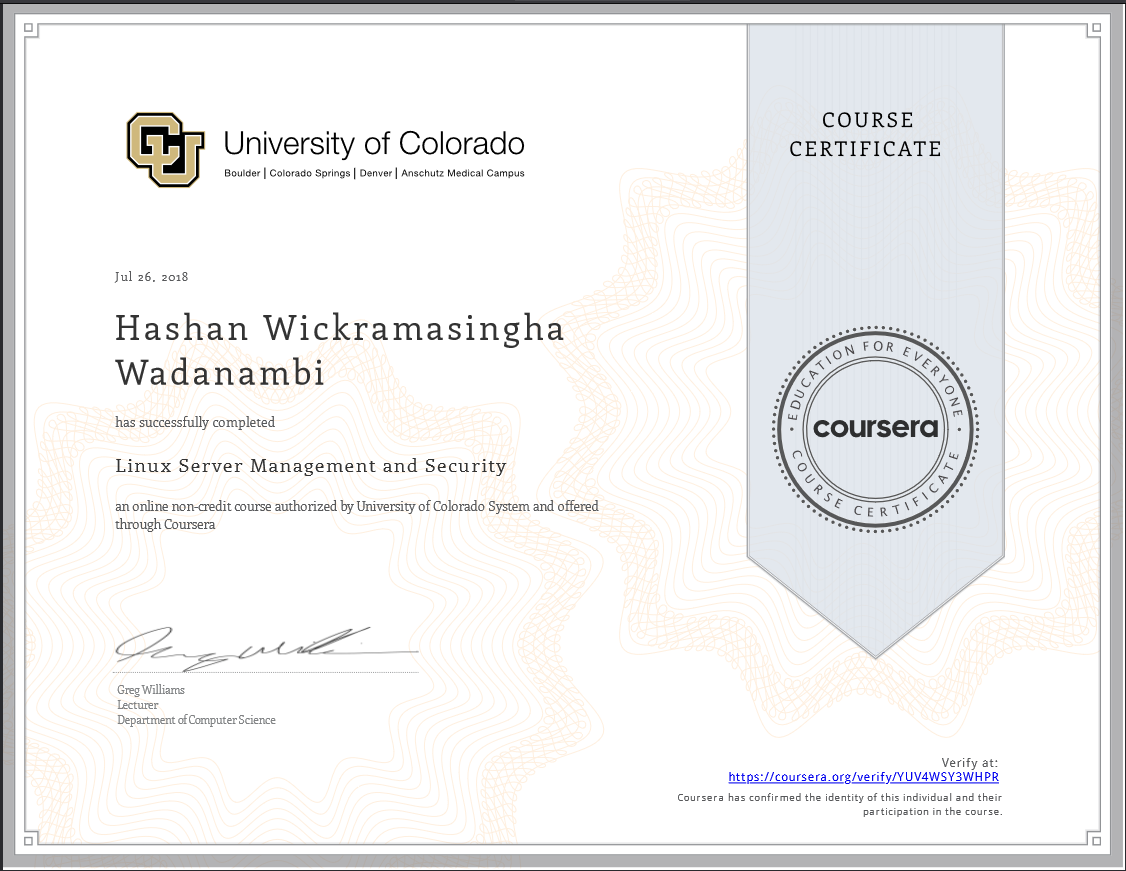 CU
University of Colorado
Boulder | Colorado Springs | Denver | Anschutz Medical Campus
COURSE
CERTIFICATE
Jul 26, 2018
Hashan Wickramasingha
Wadanambi
has successfully completed
Linux Server Management and Security
an online non-credit course authorized by University of Colorado System and offered
through Coursera
EDUCATION FOR EVERYONE
coursera
COURSE CERTIFICATE
Greg Williams
Lecturer
Department of Computer Science
Verify at:
https://coursera.org/verify/YUV4WSY3WHPR
Coursera has confirmed the identity of this individual and their
participation in the course.